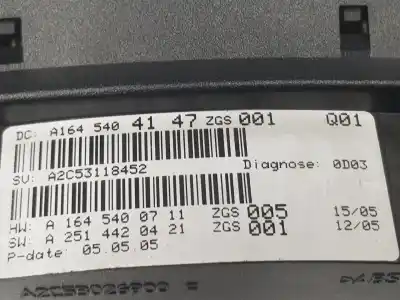 DC: A164 540 41 47 ZGS 001 Q01
SV: A2C53118452 Diagnose: 0D03
HW: A 164 540 07 11 ZGS 005 15/05
SW: A 251 442 04 21 ZGS 001 12/05
P-date: 05.05.05